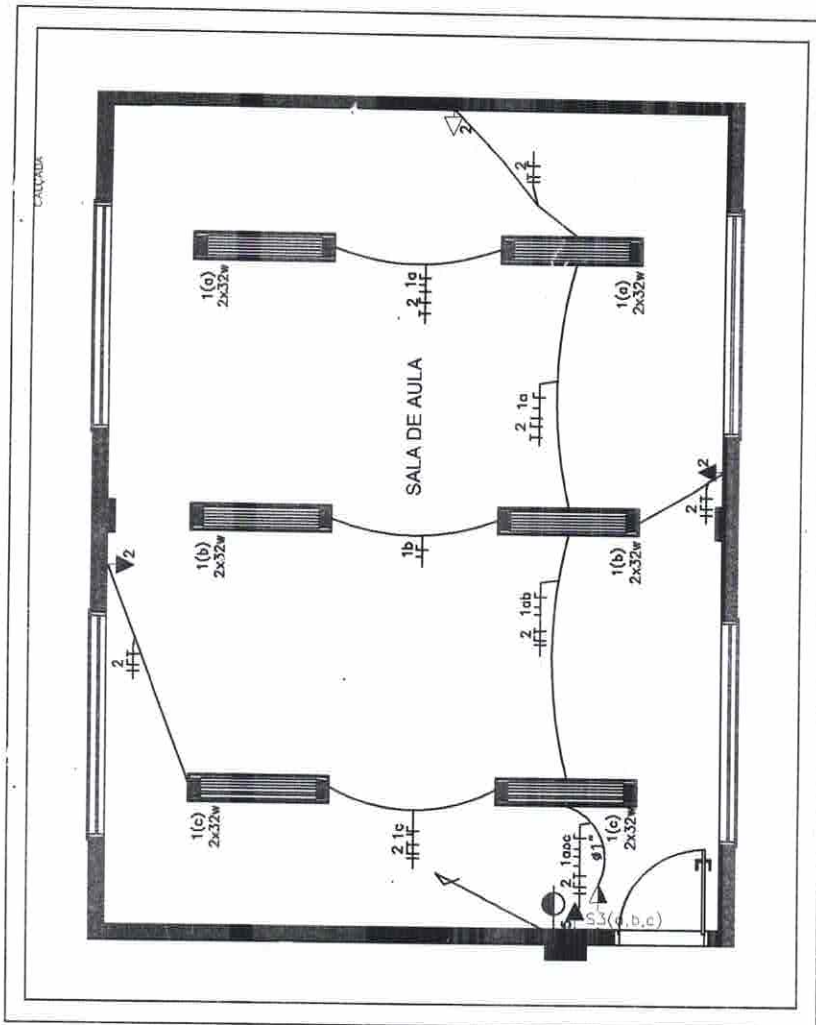 CALÇADA
2
2
1(a)
2x32w
2 1a
1(a)
2x32w
SALA DE AULA
2 1a
1(b)
2x32w
1b
1(b)
2x32w
2
2
2
2
2 1ab
1(c)
2x32w
2 1c
1(c)
2x32w
2 1abc
ø1"
S3(a,b,c)